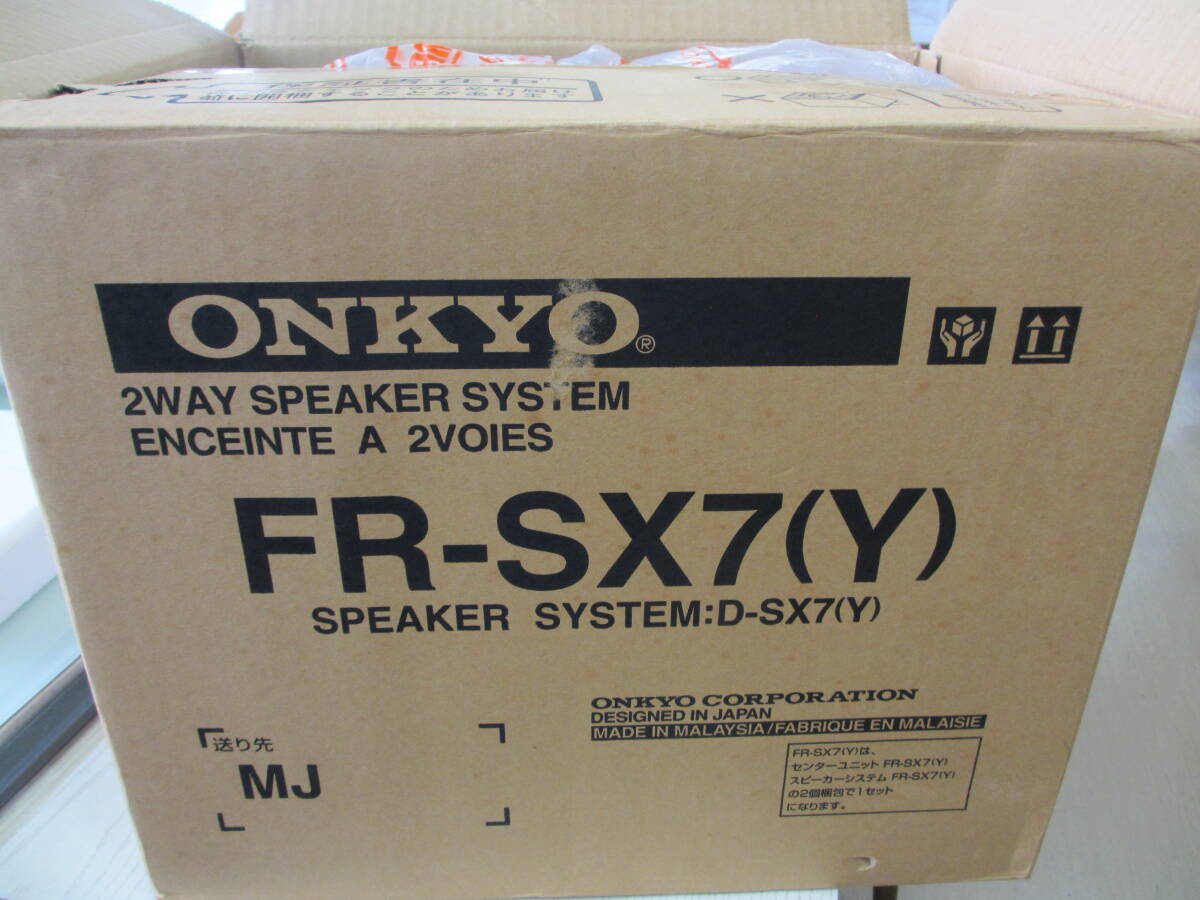 ONKYO®
2WAY SPEAKER SYSTEM
ENCEINTE A 2VOIES
FR-SX7(Y)
SPEAKER SYSTEM:D-SX7(Y)
ONKYO CORPORATION
DESIGNED IN JAPAN
MADE IN MALAYSIA/FABRIQUE EN MALAISIE
送り先
MJ
FR-SX7(Y)は、
センターユニット FR-SX7(Y)
スピーカーシステム FR-SX7(Y)
の2個梱包で1セット
になります。